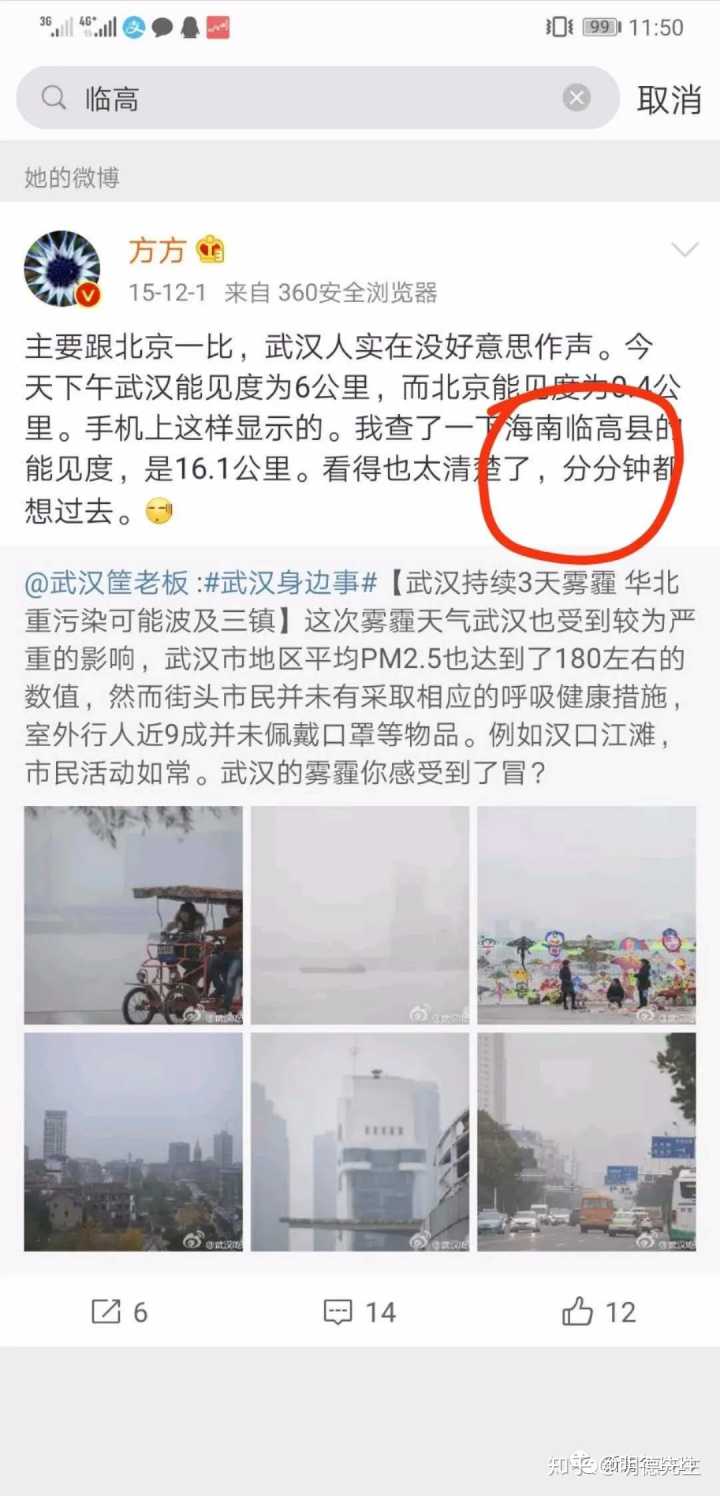 3G 4G+ 99 11:50
临高 取消
她的微博
方方
15-12-1 来自 360安全浏览器
主要跟北京一比，武汉人实在没好意思作声。今
天下午武汉能见度为6公里，而北京能见度为0.4公
里。手机上这样显示的。我查了一下海南临高县的
能见度，是16.1公里。看得也太清楚了，分分钟都
想过去。
@武汉筐老板 :#武汉身边事#【武汉持续3天雾霾 华北
重污染可能波及三镇】这次雾霾天气武汉也受到较为严
重的影响，武汉市地区平均PM2.5也达到了180左右的
数值，然而街头市民并未有采取相应的呼吸健康措施，
室外行人近9成并未佩戴口罩等物品。例如汉口江滩，
市民活动如常。武汉的雾霾你感受到了冒？
6 14 12
知乎 @明德先生